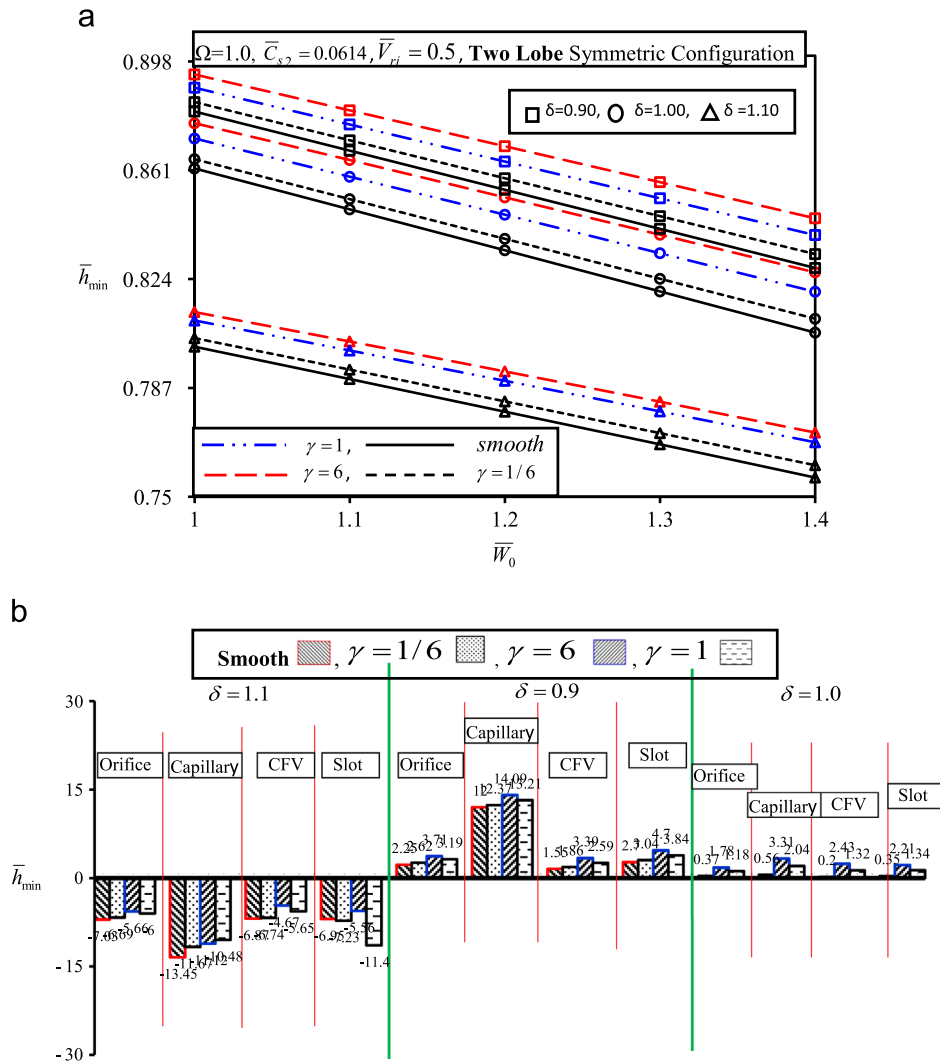 a
Ω=1.0, C̅s2 = 0.0614, V̅ri = 0.5, Two Lobe Symmetric Configuration
δ=0.90, δ=1.00, δ =1.10
0.898
0.861
0.824
0.787
0.75
h̅min
γ = 1, smooth
γ = 6, γ = 1/6
1 1.1 1.2 1.3 1.4
W̅0
b
Smooth , γ = 1/6 , γ = 6 , γ = 1
δ = 1.1 δ = 0.9 δ = 1.0
30
15
0
-15
-30
h̅min
Orifice Capillary CFV Slot
Orifice Capillary CFV Slot
Orifice Capillary CFV Slot
-5.66 -6
-13.45 -10.48
-4.67 -5.65
-11.4
3.71 3.19
12 14.09 13.21
3.39 2.59
4.7 3.84
0.37 1.78 1.18
0.56 3.31 2.04
0.2 2.43 1.32
0.35 2.21 1.34